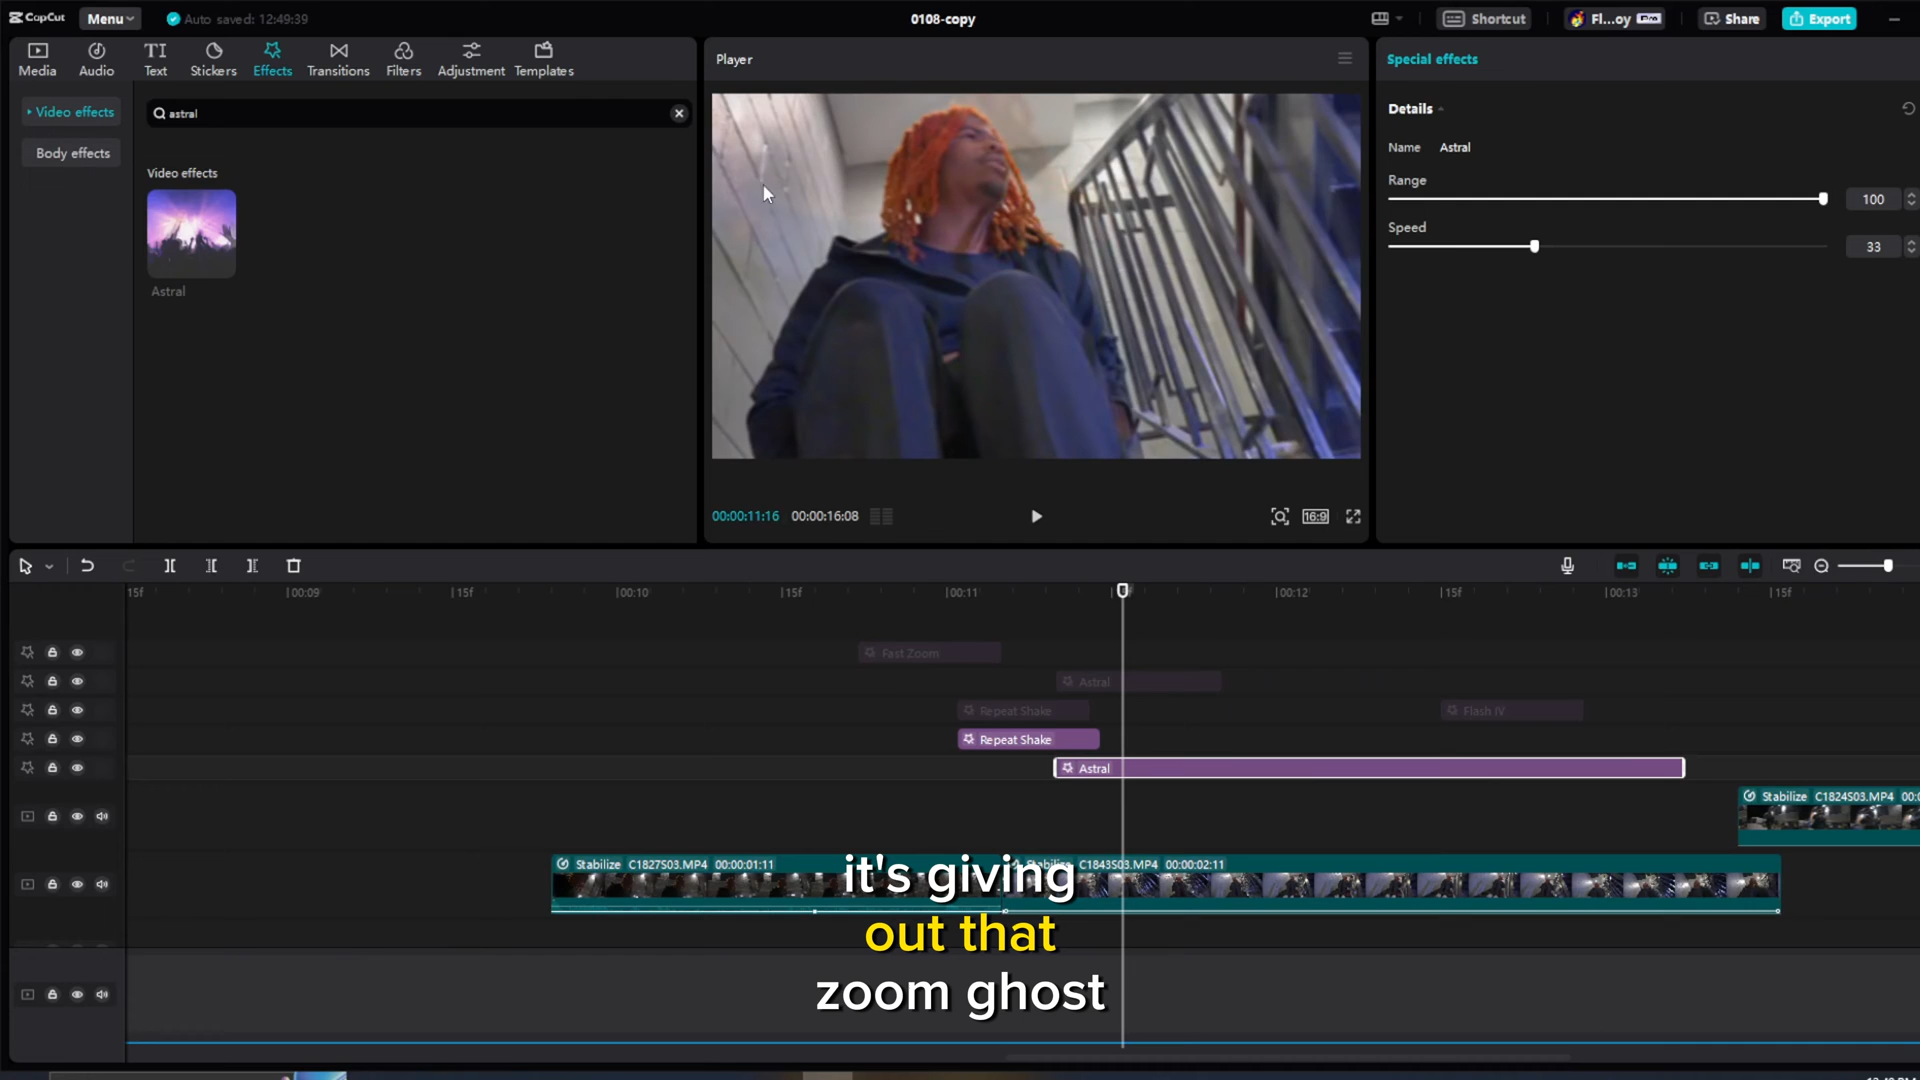 CapCut
Menu
Auto saved: 12:49:39
0108-copy
Shortcut
Fl...oy
Pro
Share
Export
Media
Audio
Text
Stickers
Effects
Transitions
Filters
Adjustment
Templates
Player
Special effects
Video effects
Body effects
astral
Video effects
Astral
Details
Name Astral
Range
100
Speed
33
00:00:11:16 00:00:16:08
16:9
15f
00:09
15f
00:10
15f
00:11
00:12
15f
00:13
15f
Fast Zoom
Astral
Repeat Shake
Flash IV
Repeat Shake
Astral
Stabilize C1824S03.MP4
Stabilize C1827S03.MP4 00:00:01:11
C1843S03.MP4 00:00:02:11
it's giving
out that
zoom ghost